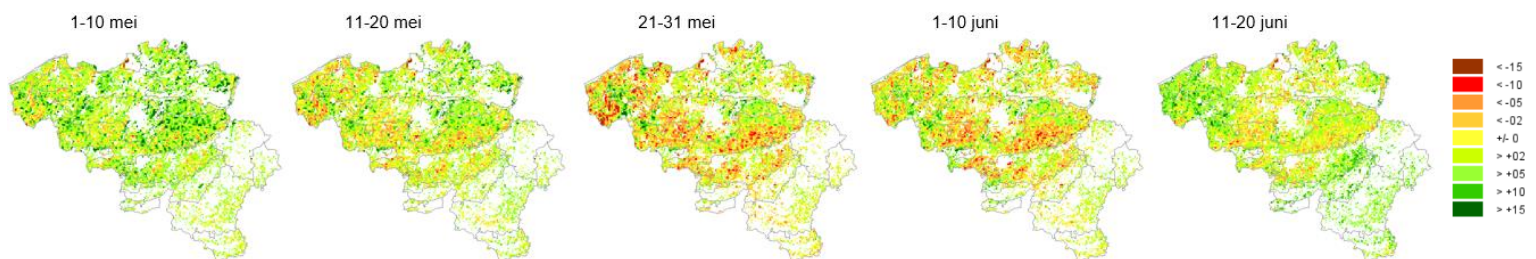 1-10 mei
11-20 mei
21-31 mei
1-10 juni
11-20 juni
< -15
< -10
< -05
< -02
+/- 0
> +02
> +05
> +10
> +15